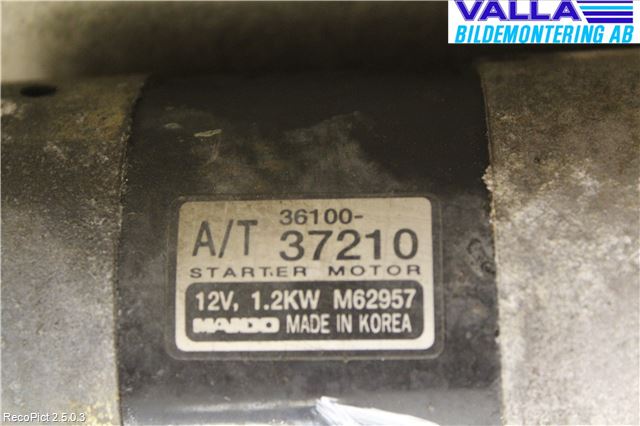 VALLA
BILDEMONTERING AB
A/T 36100-
37210
STARTER MOTOR
12V, 1.2KW M62957
MANDO MADE IN KOREA
RecoPict 2.5.0.3